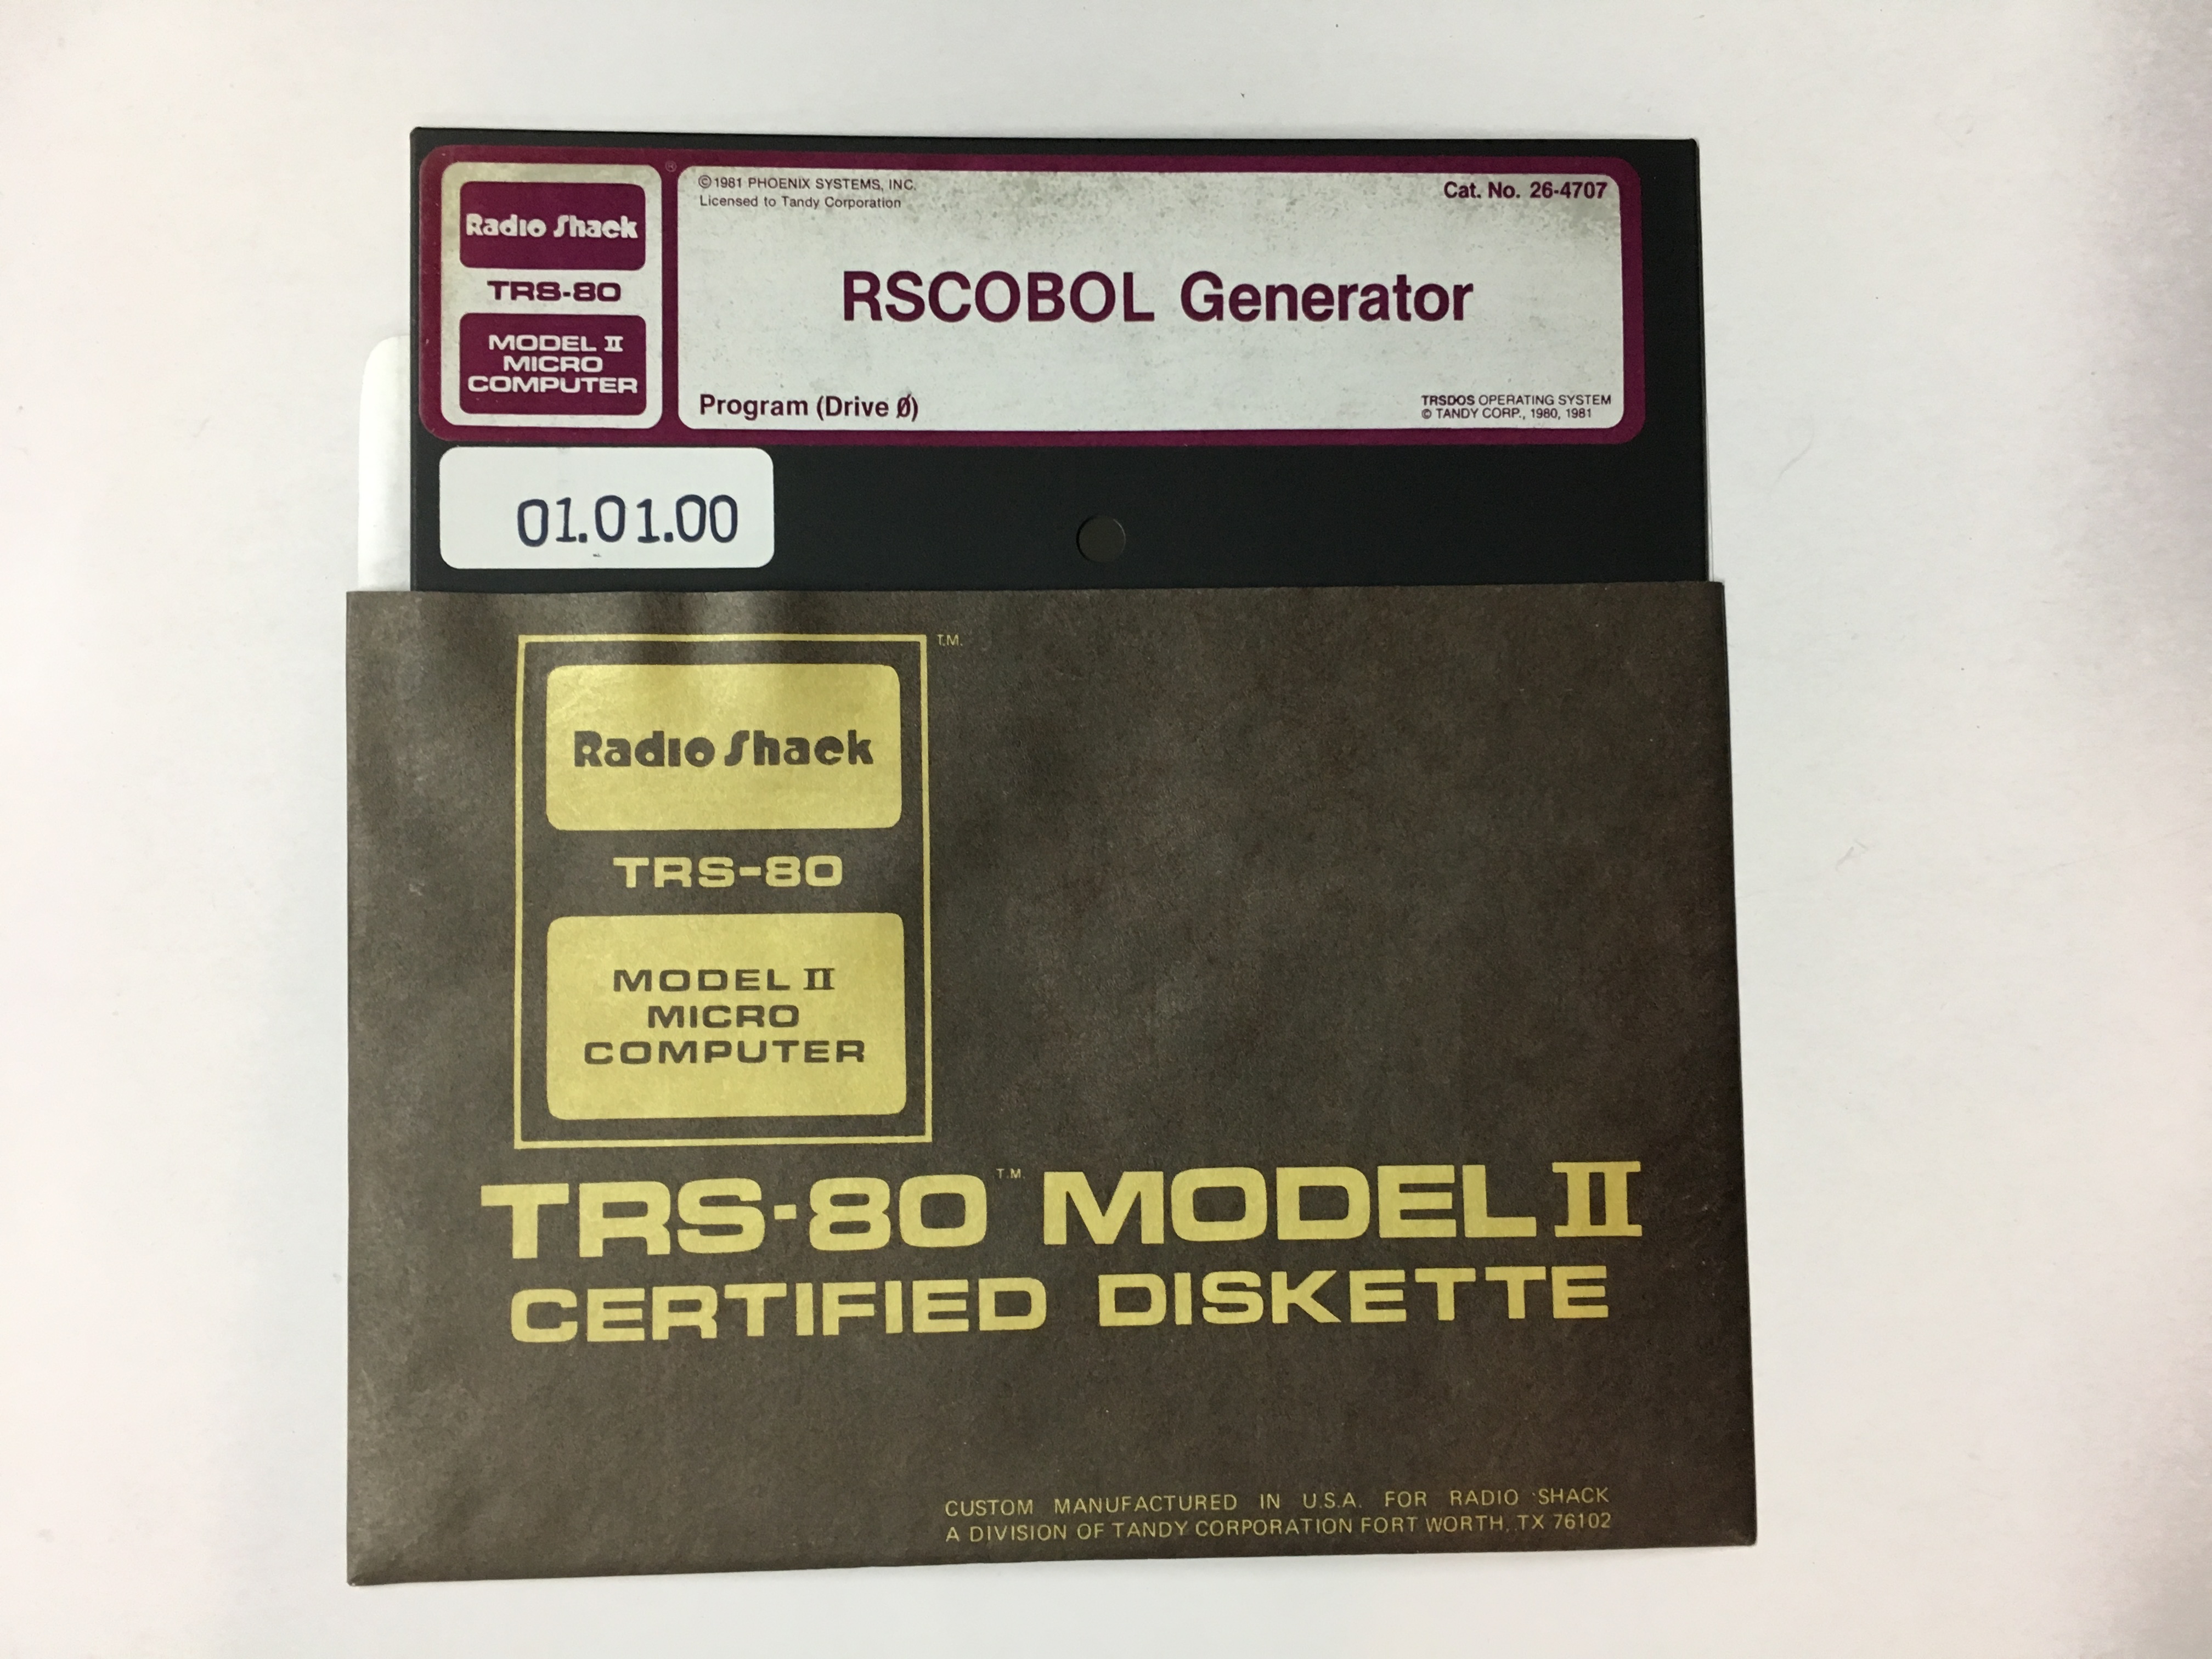 Radio Shack
TRS-80
MODEL II
MICRO
COMPUTER
®
©1981 PHOENIX SYSTEMS, INC.
Licensed to Tandy Corporation
Cat. No. 26-4707
RSCOBOL Generator
Program (Drive Ø)
TRSDOS OPERATING SYSTEM
© TANDY CORP., 1980, 1981
01.01.00
T.M.
Radio Shack
TRS-80
MODEL II
MICRO
COMPUTER
TRS-80 T.M. MODEL II
CERTIFIED DISKETTE
CUSTOM MANUFACTURED IN U.S.A. FOR RADIO SHACK
A DIVISION OF TANDY CORPORATION FORT WORTH, TX 76102